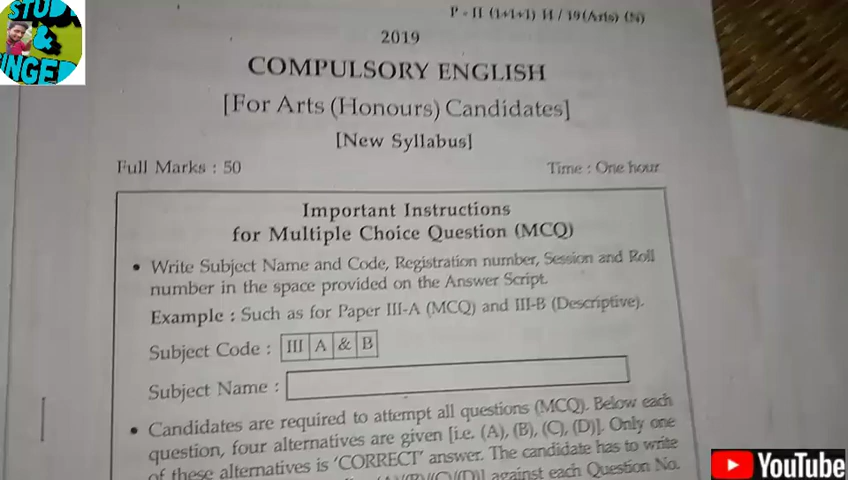 STUDY
&
P - II (1+1+1) H / 19 (Arts) (N)
2019
COMPULSORY ENGLISH
[For Arts (Honours) Candidates]
[New Syllabus]
Full Marks : 50
Time : One hour
Important Instructions
for Multiple Choice Question (MCQ)
• Write Subject Name and Code, Registration number, Session and Roll
number in the space provided on the Answer Script.
Example : Such as for Paper III-A (MCQ) and III-B (Descriptive).
Subject Code : III A & B
Subject Name :
• Candidates are required to attempt all questions (MCQ). Below each
question, four alternatives are given [i.e. (A), (B), (C), (D)]. Only one
of these alternatives is 'CORRECT' answer. The candidate has to write
against each Question No.
YouTube